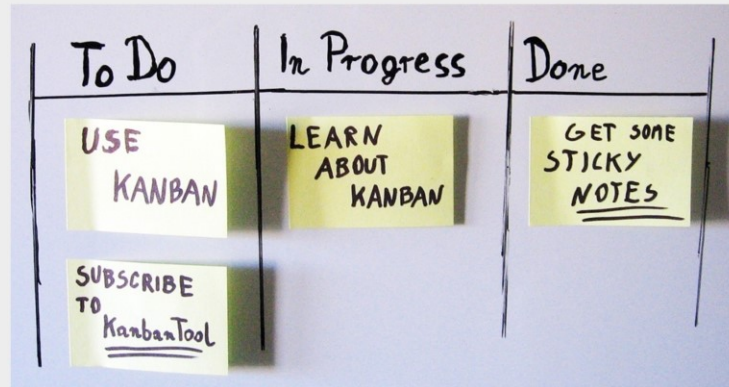 To Do
In Progress
Done
USE
KANBAN
SUBSCRIBE
TO
KanbanTool
LEARN
ABOUT
KANBAN
GET SOME
STICKY
NOTES